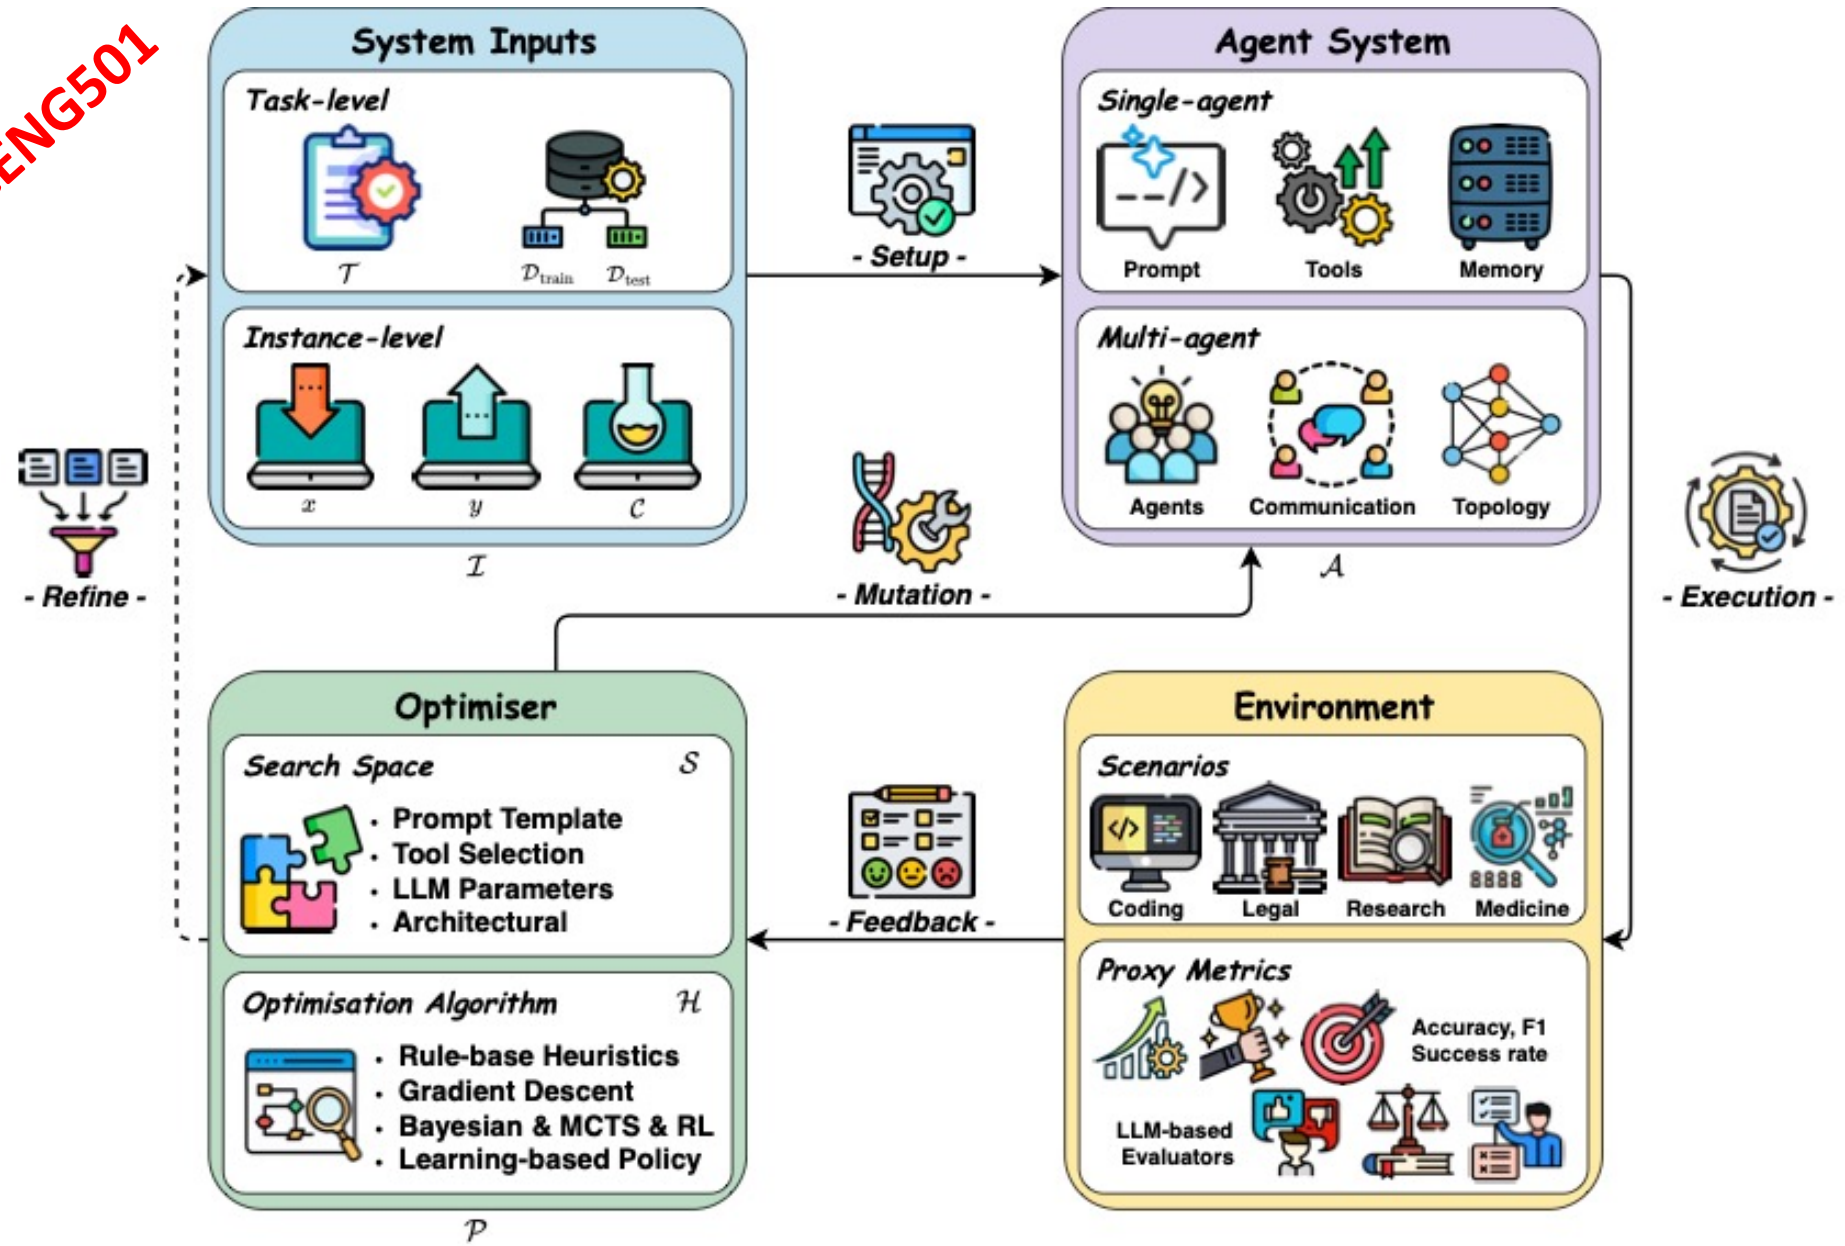 ENG501
System Inputs
Task-level
𝒯
𝒟train
𝒟test
Instance-level
x
y
𝒞
ℐ
- Setup -
Agent System
Single-agent
Prompt
Tools
Memory
Multi-agent
Agents
Communication
Topology
𝒜
- Refine -
- Mutation -
- Execution -
Optimiser
Search Space
𝒮
• Prompt Template
• Tool Selection
• LLM Parameters
• Architectural
Optimisation Algorithm
ℋ
• Rule-base Heuristics
• Gradient Descent
• Bayesian & MCTS & RL
• Learning-based Policy
𝒫
- Feedback -
Environment
Scenarios
Coding
Legal
Research
Medicine
Proxy Metrics
Accuracy, F1
Success rate
LLM-based
Evaluators